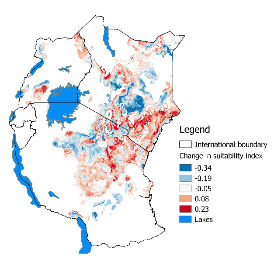 Legend
International boundary
Change in suitability index
-0.34
-0.19
-0.05
0.08
0.23
Lakes